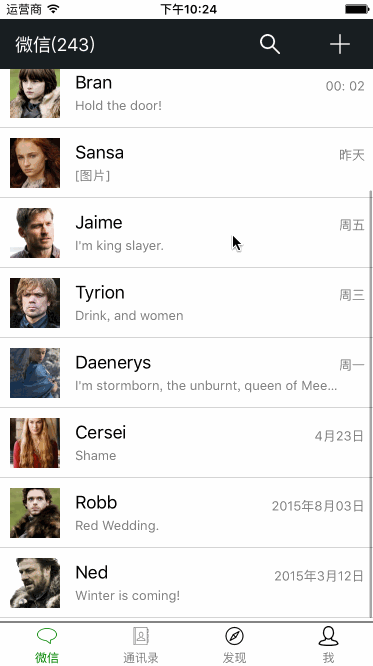 运营商 下午10:24
微信(243)
Bran 00: 02
Hold the door!
Sansa 昨天
[图片]
Jaime 周五
I'm king slayer.
Tyrion 周三
Drink, and women
Daenerys 周一
I'm stormborn, the unburnt, queen of Mee...
Cersei 4月23日
Shame
Robb 2015年8月03日
Red Wedding.
Ned 2015年3月12日
Winter is coming!
微信 通讯录 发现 我